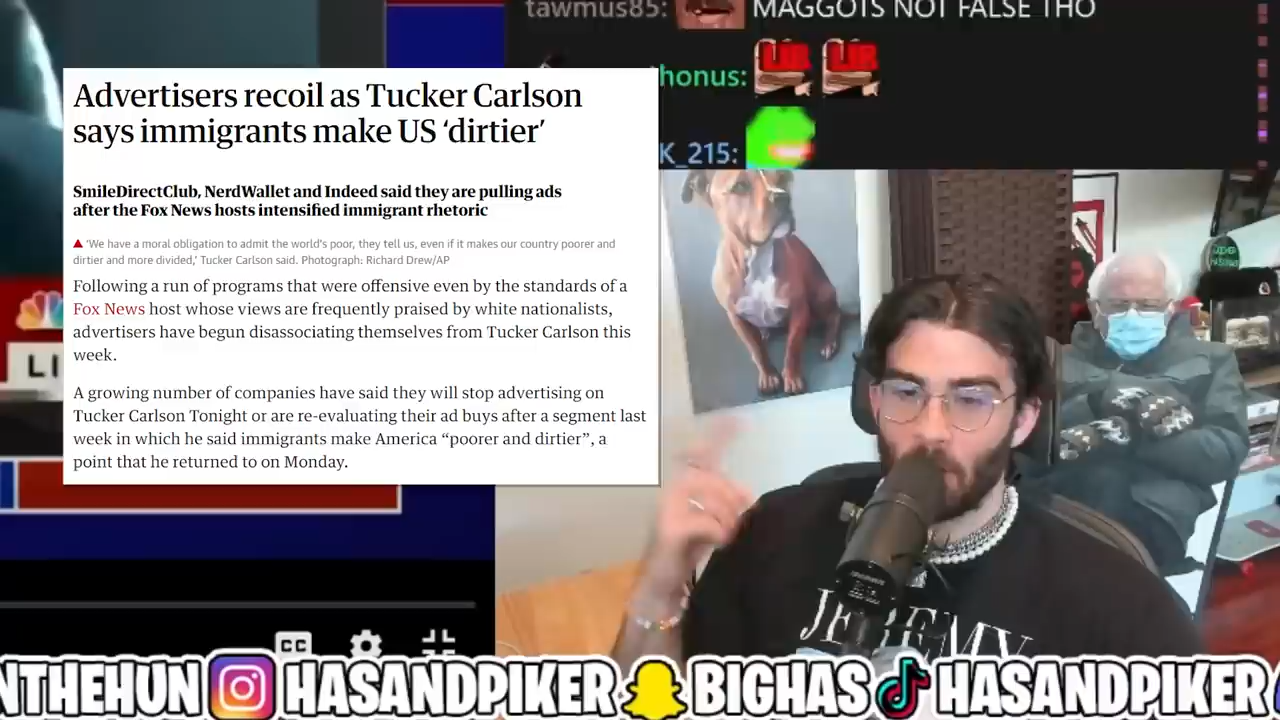 tawmus85: MAGGOTS NOT FALSE THO
honus: LIR LIR
K_215:
Advertisers recoil as Tucker Carlson
says immigrants make US ‘dirtier’
SmileDirectClub, NerdWallet and Indeed said they are pulling ads
after the Fox News hosts intensified immigrant rhetoric
▲ ‘We have a moral obligation to admit the world’s poor, they tell us, even if it makes our country poorer and
dirtier and more divided,’ Tucker Carlson said. Photograph: Richard Drew/AP
Following a run of programs that were offensive even by the standards of a
Fox News host whose views are frequently praised by white nationalists,
advertisers have begun disassociating themselves from Tucker Carlson this
week.
A growing number of companies have said they will stop advertising on
Tucker Carlson Tonight or are re-evaluating their ad buys after a segment last
week in which he said immigrants make America “poorer and dirtier”, a
point that he returned to on Monday.
LI
CC
JEREMY
NTHEHUN HASANDPIKER BIGHAS HASANDPIKER